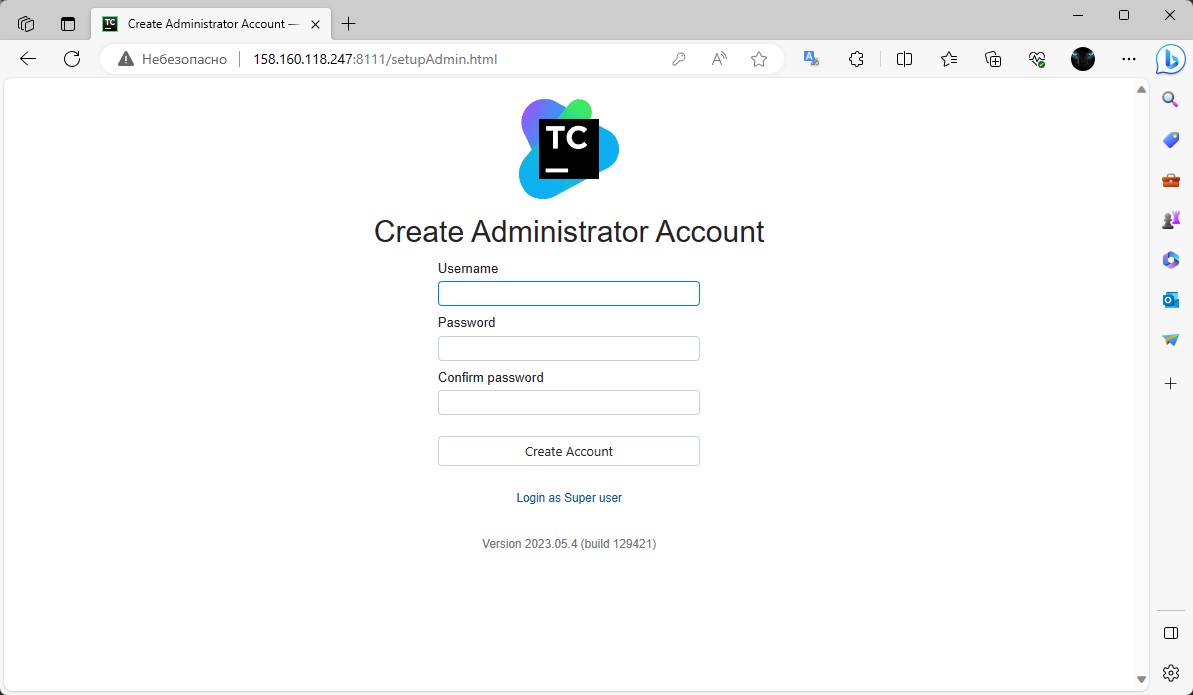 TC
Create Administrator Account —
Небезопасно
158.160.118.247:8111/setupAdmin.html
TC
Create Administrator Account
Username
Password
Confirm password
Create Account
Login as Super user
Version 2023.05.4 (build 129421)